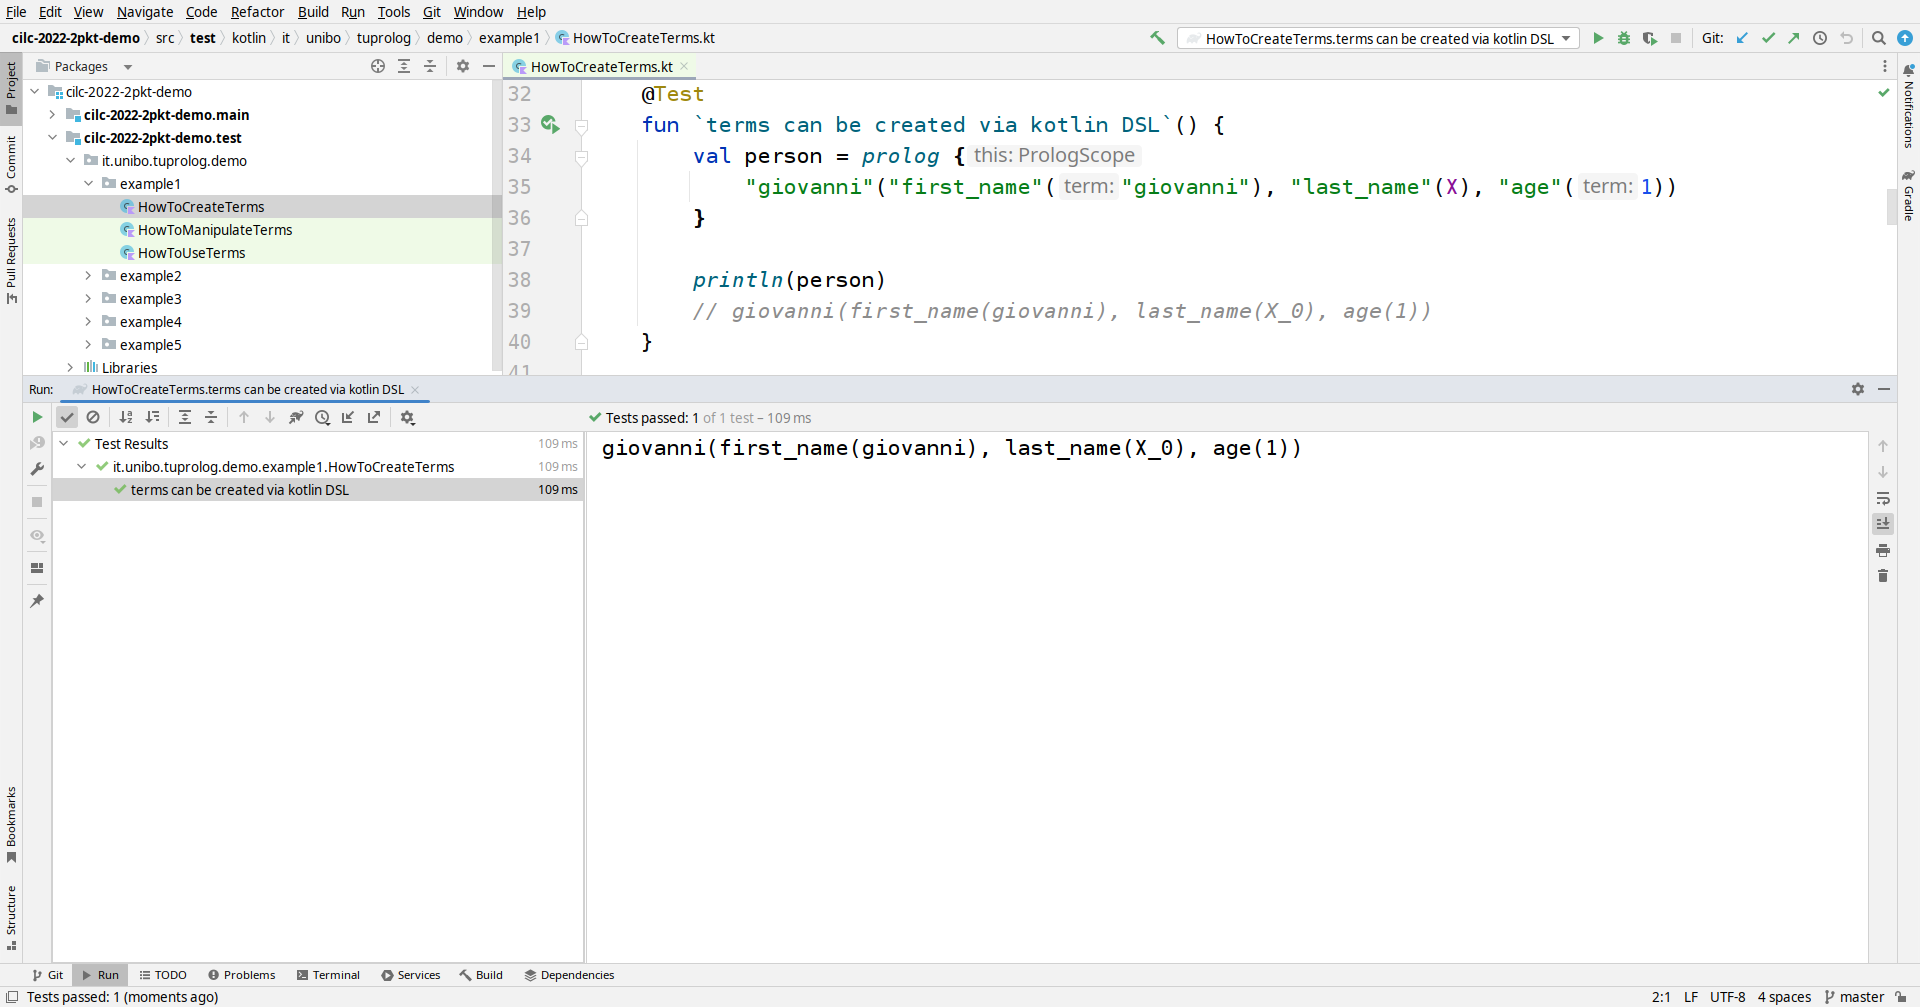 File Edit View Navigate Code Refactor Build Run Tools Git Window Help
cilc-2022-2pkt-demo src test kotlin it unibo tuprolog demo example1 HowToCreateTerms.kt
HowToCreateTerms.terms can be created via kotlin DSL Git:
Project
Commit
Pull Requests
Packages
cilc-2022-2pkt-demo
cilc-2022-2pkt-demo.main
cilc-2022-2pkt-demo.test
it.unibo.tuprolog.demo
example1
HowToCreateTerms
HowToManipulateTerms
HowToUseTerms
example2
example3
example4
example5
Libraries
HowToCreateTerms.kt
32 @Test
33 fun `terms can be created via kotlin DSL`() {
34 val person = prolog { this: PrologScope
35 "giovanni"("first_name"( term: "giovanni"), "last_name"(X), "age"( term: 1))
36 }
37
38 println(person)
39 // giovanni(first_name(giovanni), last_name(X_0), age(1))
40 }
41
Notifications
Gradle
Run: HowToCreateTerms.terms can be created via kotlin DSL
Tests passed: 1 of 1 test – 109 ms
Test Results 109 ms
it.unibo.tuprolog.demo.example1.HowToCreateTerms 109 ms
terms can be created via kotlin DSL 109 ms
giovanni(first_name(giovanni), last_name(X_0), age(1))
Bookmarks
Structure
Git Run TODO Problems Terminal Services Build Dependencies
Tests passed: 1 (moments ago) 2:1 LF UTF-8 4 spaces master